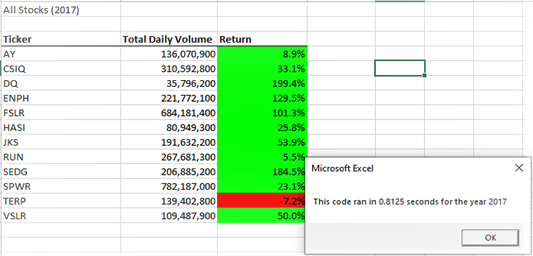 All Stocks (2017)
Ticker Total Daily Volume Return
AY 136,070,900 8.9%
CSIQ 310,592,800 33.1%
DQ 35,796,200 199.4%
ENPH 221,772,100 129.5%
FSLR 684,181,400 101.3%
HASI 80,949,300 25.8%
JKS 191,632,200 53.9%
RUN 267,681,300 5.5%
SEDG 206,885,200 184.5%
SPWR 782,187,000 23.1%
TERP 139,402,800 -7.2%
VSLR 109,487,900 50.0%
Microsoft Excel
This code ran in 0.8125 seconds for the year 2017
OK